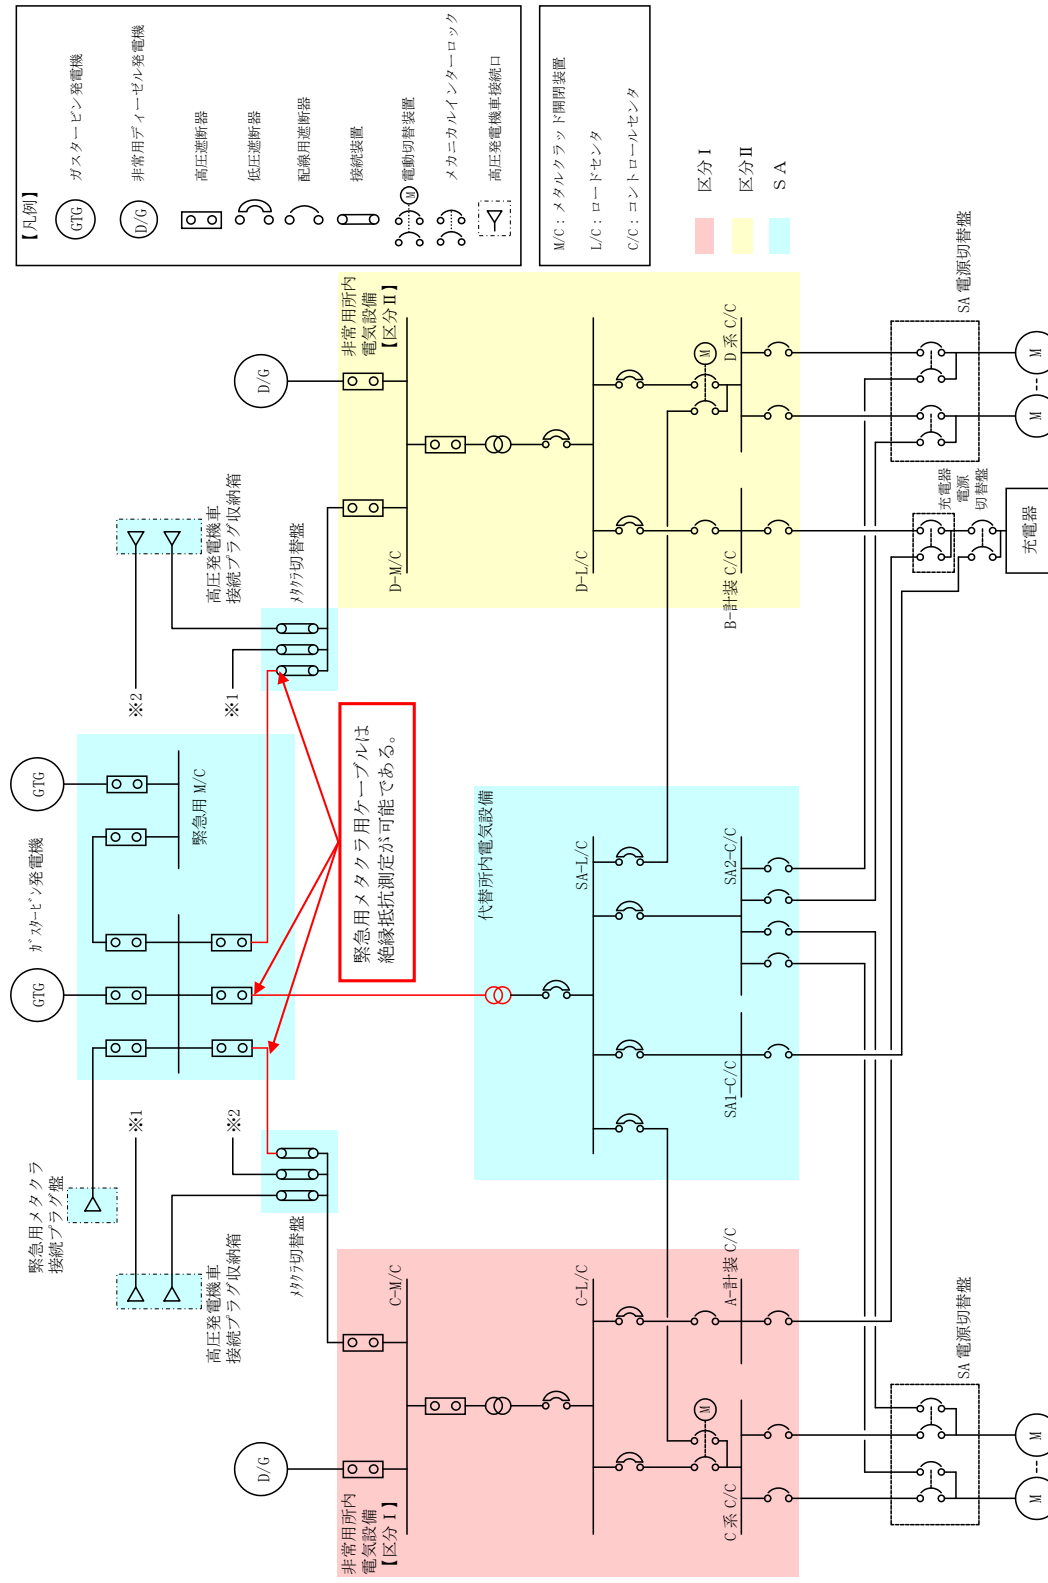 【凡例】
GTG
ガスタービン発電機
D/G
非常用ディーゼル発電機
高圧遮断器
低圧遮断器
配線用遮断器
接続装置
M
電動切替装置
メカニカルインターロック
高圧発電機車接続口
M/C：メタルクラッド開閉装置
L/C：ロードセンタ
C/C：コントロールセンタ
区分Ⅰ
区分Ⅱ
ＳＡ
緊急用メタクラ
接続プラグ盤
GTG
ｶﾞｽﾀｰﾋﾞﾝ発電機
GTG
緊急用 M/C
※1
※2
※2
※1
高圧発電機車
接続プラグ収納箱
高圧発電機車
接続プラグ収納箱
ﾒﾀｸﾗ切替盤
ﾒﾀｸﾗ切替盤
緊急用メタクラ用ケーブルは
絶縁抵抗測定が可能である。
D/G
非常用所内
電気設備
【区分Ⅰ】
C-M/C
C-L/C
M
C 系 C/C
A-計装 C/C
代替所内電気設備
SA-L/C
SA1-C/C
SA2-C/C
D/G
非常用所内
電気設備
【区分Ⅱ】
D-M/C
D-L/C
M
B-計装 C/C
D 系 C/C
SA 電源切替盤
M
M
充電器
電源
切替盤
充電器
SA 電源切替盤
M
M